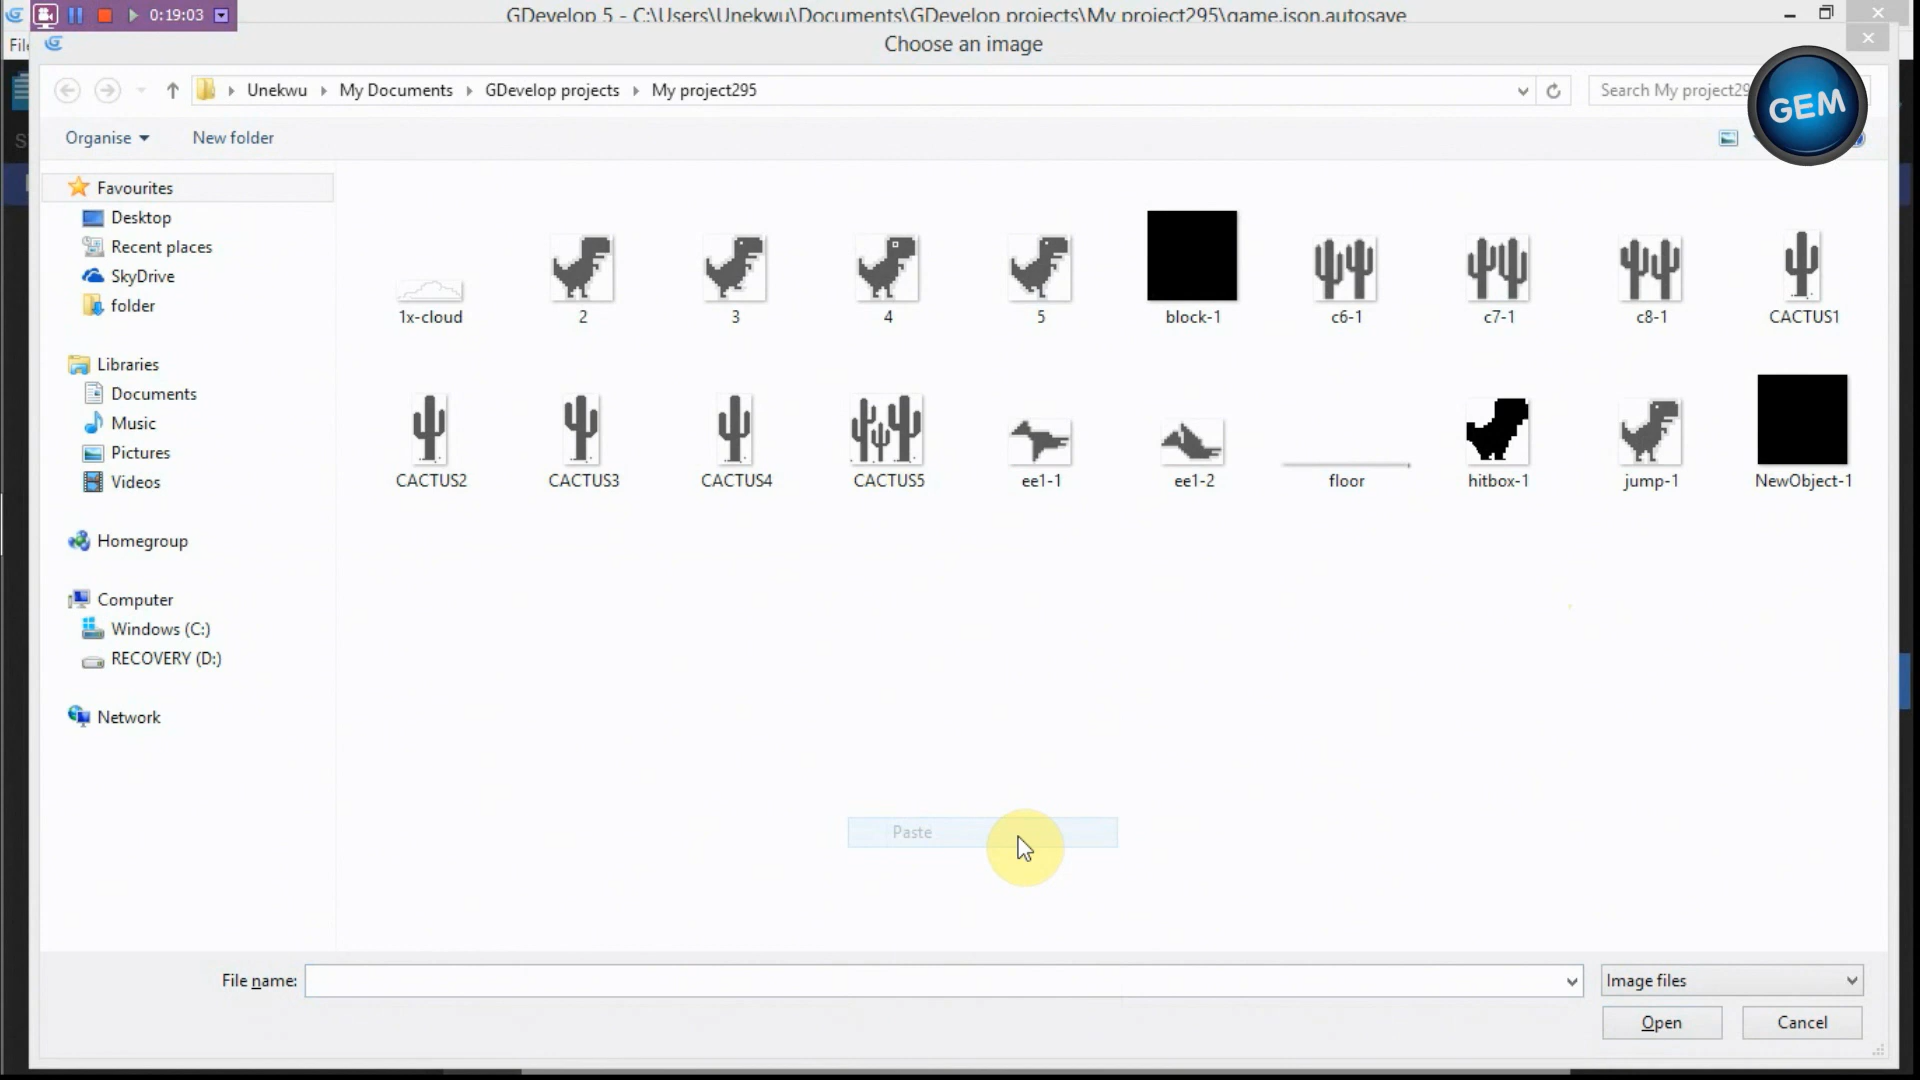 0:19:03
GDevelop 5 - C:\Users\Unekwu\Documents\GDevelop projects\My project295\game.json.autosave
Choose an image
Unekwu
My Documents
GDevelop projects
My project295
Search My project29
GEM
Organise
New folder
Favourites
Desktop
Recent places
SkyDrive
folder
Libraries
Documents
Music
Pictures
Videos
Homegroup
Computer
Windows (C:)
RECOVERY (D:)
Network
1x-cloud
2
3
4
5
block-1
c6-1
c7-1
c8-1
CACTUS1
CACTUS2
CACTUS3
CACTUS4
CACTUS5
ee1-1
ee1-2
floor
hitbox-1
jump-1
NewObject-1
Paste
File name:
Image files
Open
Cancel